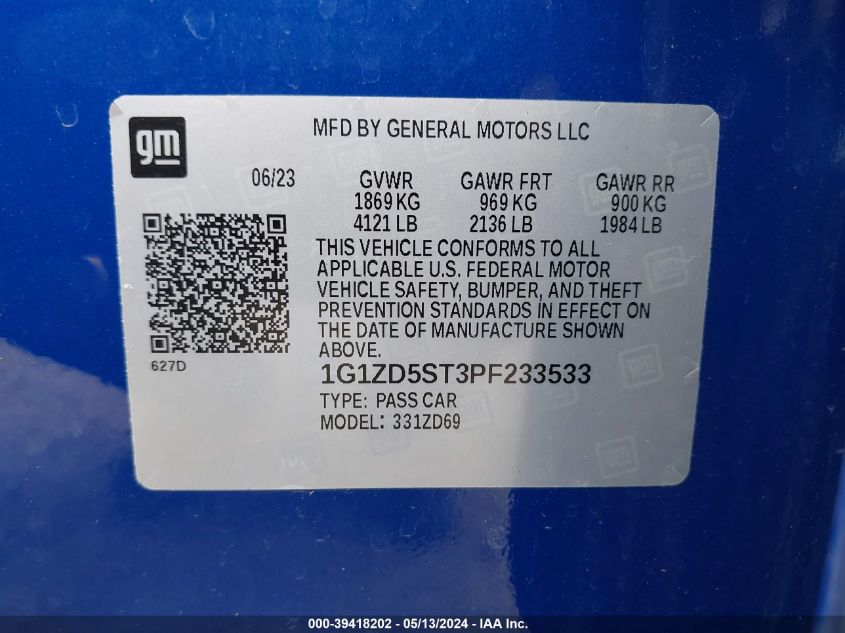 gm
MFD BY GENERAL MOTORS LLC
06/23 GVWR GAWR FRT GAWR RR
1869 KG 969 KG 900 KG
4121 LB 2136 LB 1984 LB
THIS VEHICLE CONFORMS TO ALL
APPLICABLE U.S. FEDERAL MOTOR
VEHICLE SAFETY, BUMPER, AND THEFT
PREVENTION STANDARDS IN EFFECT ON
THE DATE OF MANUFACTURE SHOWN
ABOVE.
627D
1G1ZD5ST3PF233533
TYPE: PASS CAR
MODEL: 331ZD69
000-39418202 - 05/13/2024 - IAAI, Inc.